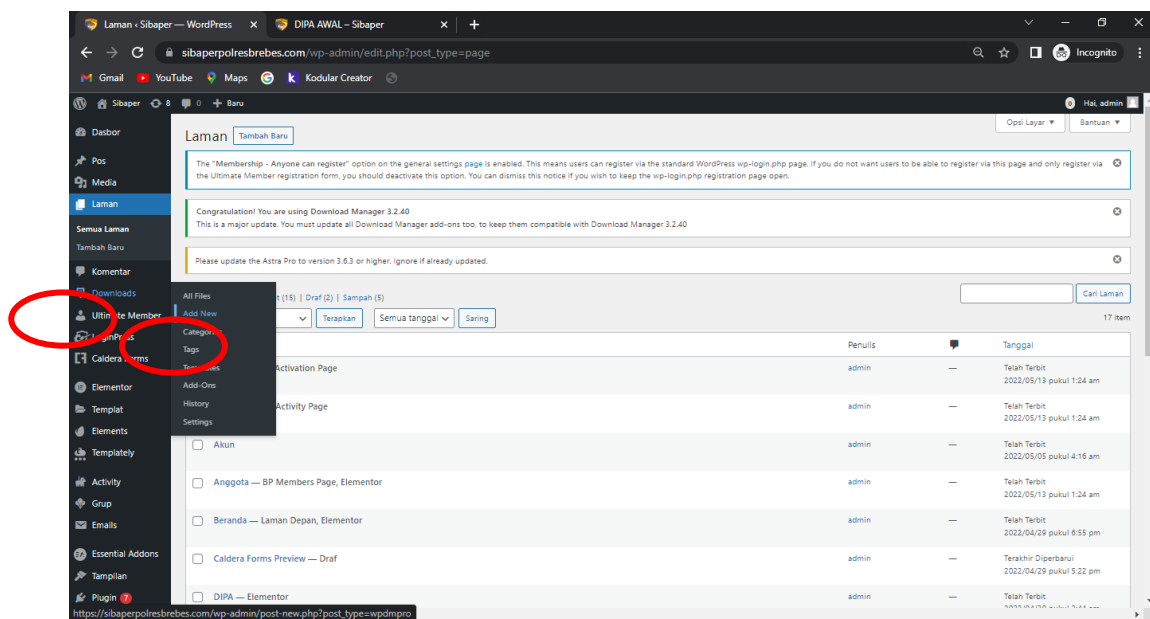 Laman ‹ Sibaper — WordPress
DIPA AWAL – Sibaper
sibaperpolresbrebes.com/wp-admin/edit.php?post_type=page
Incognito
Gmail
YouTube
Maps
Kodular Creator
Sibaper
8
0
Baru
0
Hai, admin
Dasbor
Pos
Media
Laman
Semua Laman
Tambah Baru
Komentar
Downloads
Ultimate Member
LoginPress
Caldera Forms
Elementor
Templat
Elements
Templately
Activity
Grup
Emails
Essential Addons
Tampilan
Plugin 7
All Files
Add New
Categories
Tags
Templates
Add-Ons
History
Settings
Laman
Tambah Baru
Opsi Layar ▼
Bantuan ▼
The "Membership - Anyone can register" option on the general settings page is enabled. This means users can register via the standard WordPress wp-login.php page. If you do not want users to be able to register via this page and only register via
the Ultimate Member registration form, you should deactivate this option. You can dismiss this notice if you wish to keep the wp-login.php registration page open.
Congratulation! You are using Download Manager 3.2.40
This is a major update. You must update all Download Manager add-ons too, to keep them compatible with Download Manager 3.2.40
Please update the Astra Pro to version 3.6.3 or higher. Ignore if already updated.
(15) | Draf (2) | Sampah (5)
Cari Laman
Terapkan
Semua tanggal
Saring
17 item
Penulis
Tanggal
Activation Page
admin
—
Telah Terbit
2022/05/13 pukul 1:24 am
Activity Page
admin
—
Telah Terbit
2022/05/13 pukul 1:24 am
Akun
admin
—
Telah Terbit
2022/05/05 pukul 4:16 am
Anggota — BP Members Page, Elementor
admin
—
Telah Terbit
2022/05/13 pukul 1:24 am
Beranda — Laman Depan, Elementor
admin
—
Telah Terbit
2022/04/29 pukul 6:55 pm
Caldera Forms Preview — Draf
admin
—
Terakhir Diperbarui
2022/04/29 pukul 5:22 pm
DIPA — Elementor
admin
—
Telah Terbit
https://sibaperpolresbrebes.com/wp-admin/post-new.php?post_type=wpdmpro